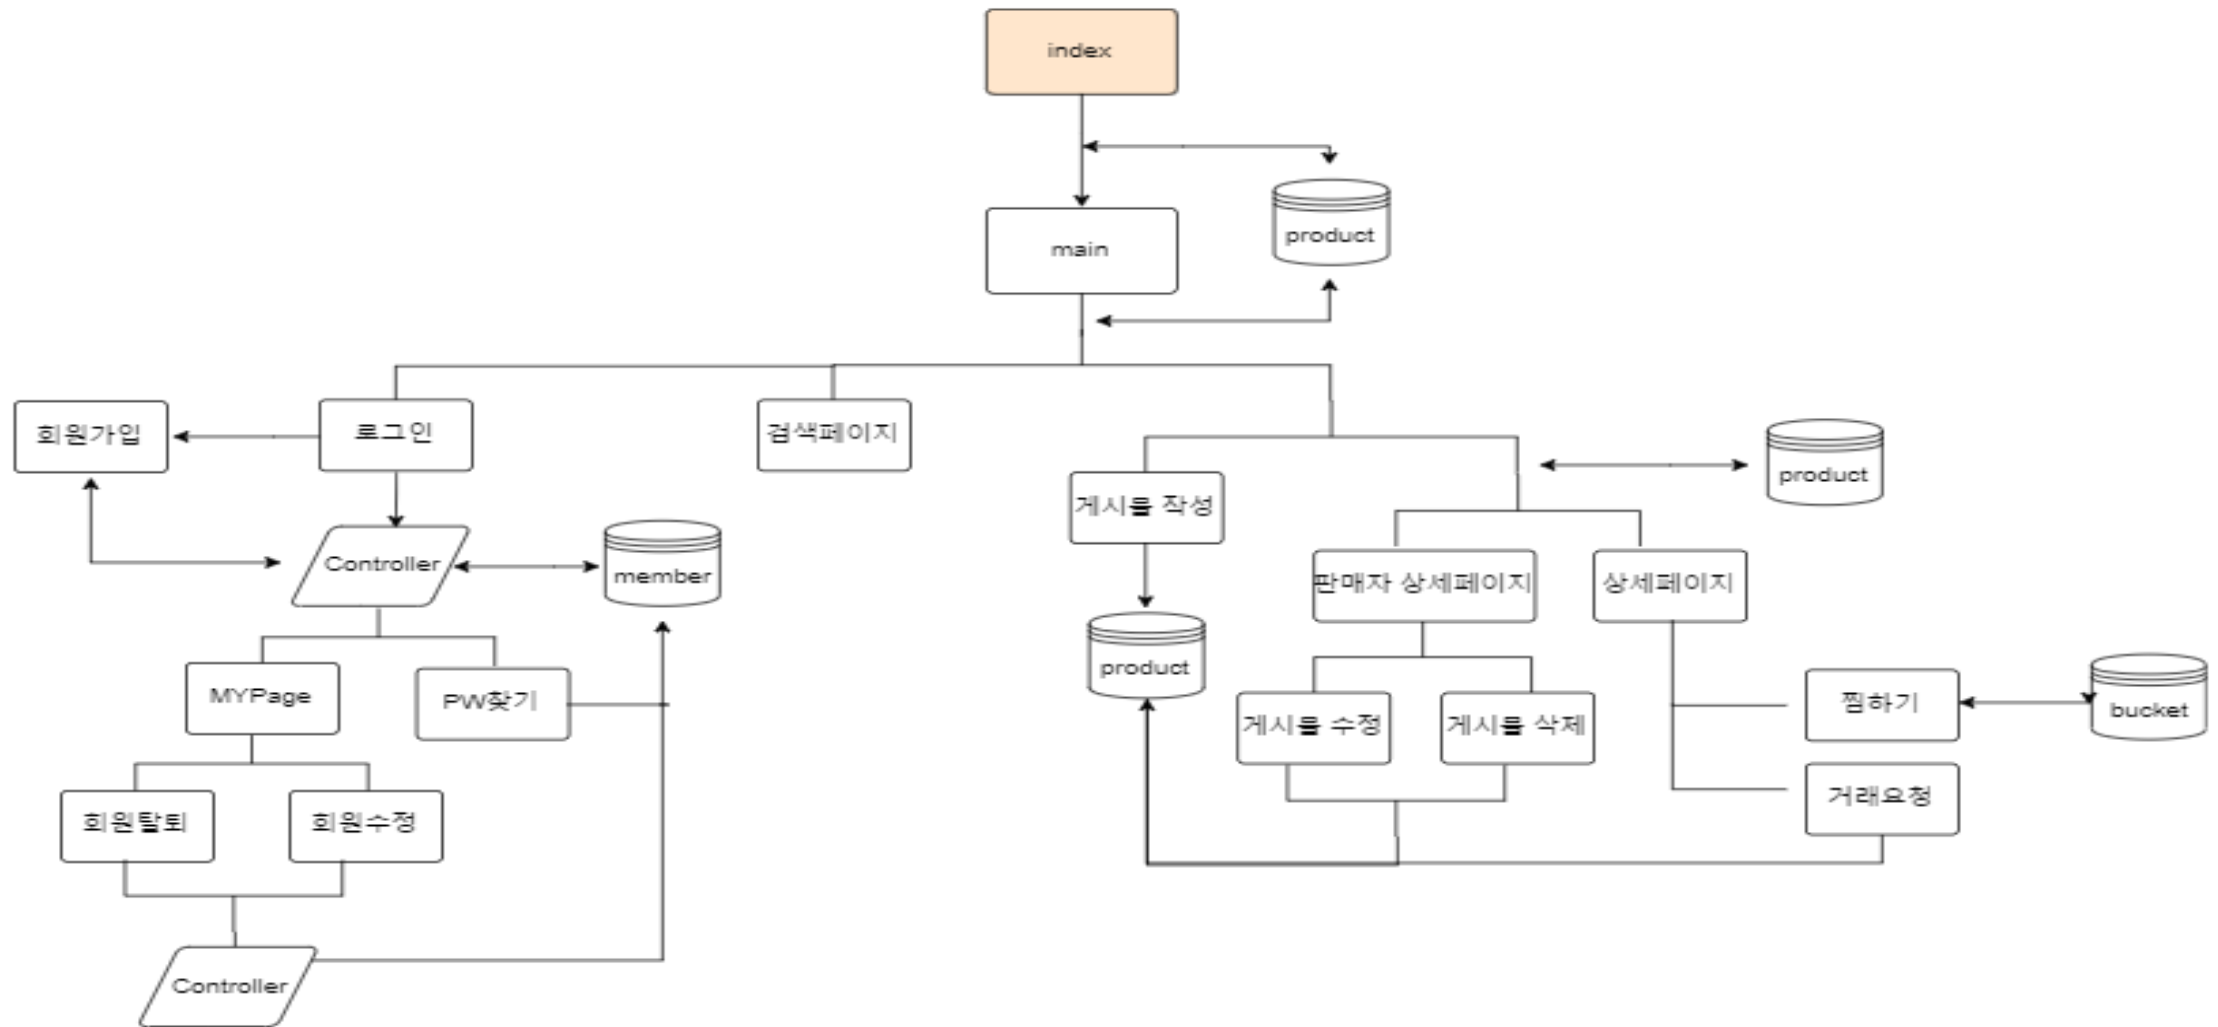 index
product
main
회원가입
로그인
검색페이지
product
게시물 작성
Controller
member
판매자 상세페이지
상세페이지
product
MYPage
PW찾기
게시물 수정
게시물 삭제
찜하기
bucket
회원탈퇴
회원수정
거래요청
Controller